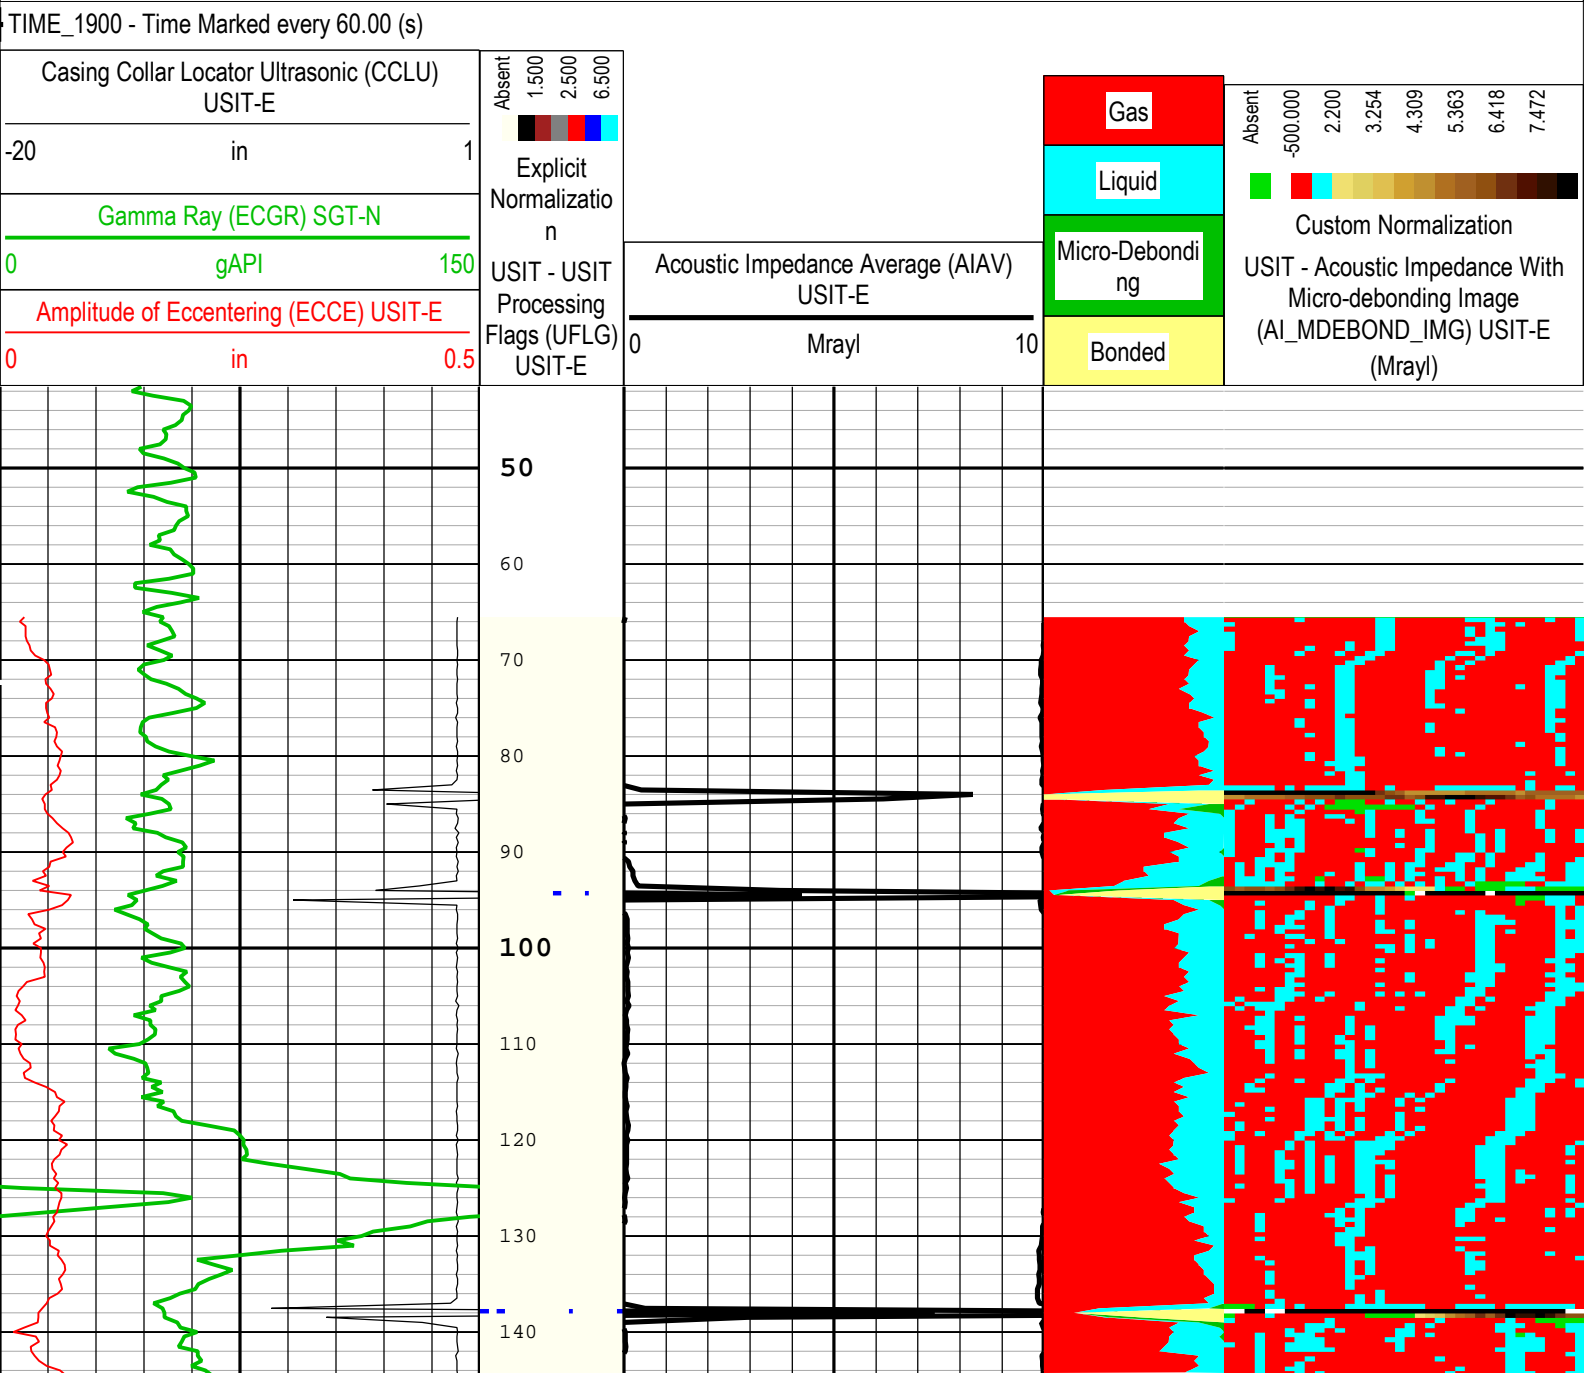 TIME_1900 - Time Marked every 60.00 (s)
Casing Collar Locator Ultrasonic (CCLU)
USIT-E
-20 in 1
Gamma Ray (ECGR) SGT-N
0 gAPI 150
Amplitude of Eccentering (ECCE) USIT-E
0 in 0.5
Absent
1.500
2.500
6.500
Explicit
Normalizatio
n
USIT - USIT
Processing
Flags (UFLG)
USIT-E
Acoustic Impedance Average (AIAV)
USIT-E
0 Mrayl 10
Gas
Liquid
Micro-Debondi
ng
Bonded
Absent
-500.000
2.200
3.254
4.309
5.363
6.418
7.472
Custom Normalization
USIT - Acoustic Impedance With
Micro-debonding Image
(AI_MDEBOND_IMG) USIT-E
(Mrayl)
50
60
70
80
90
100
110
120
130
140